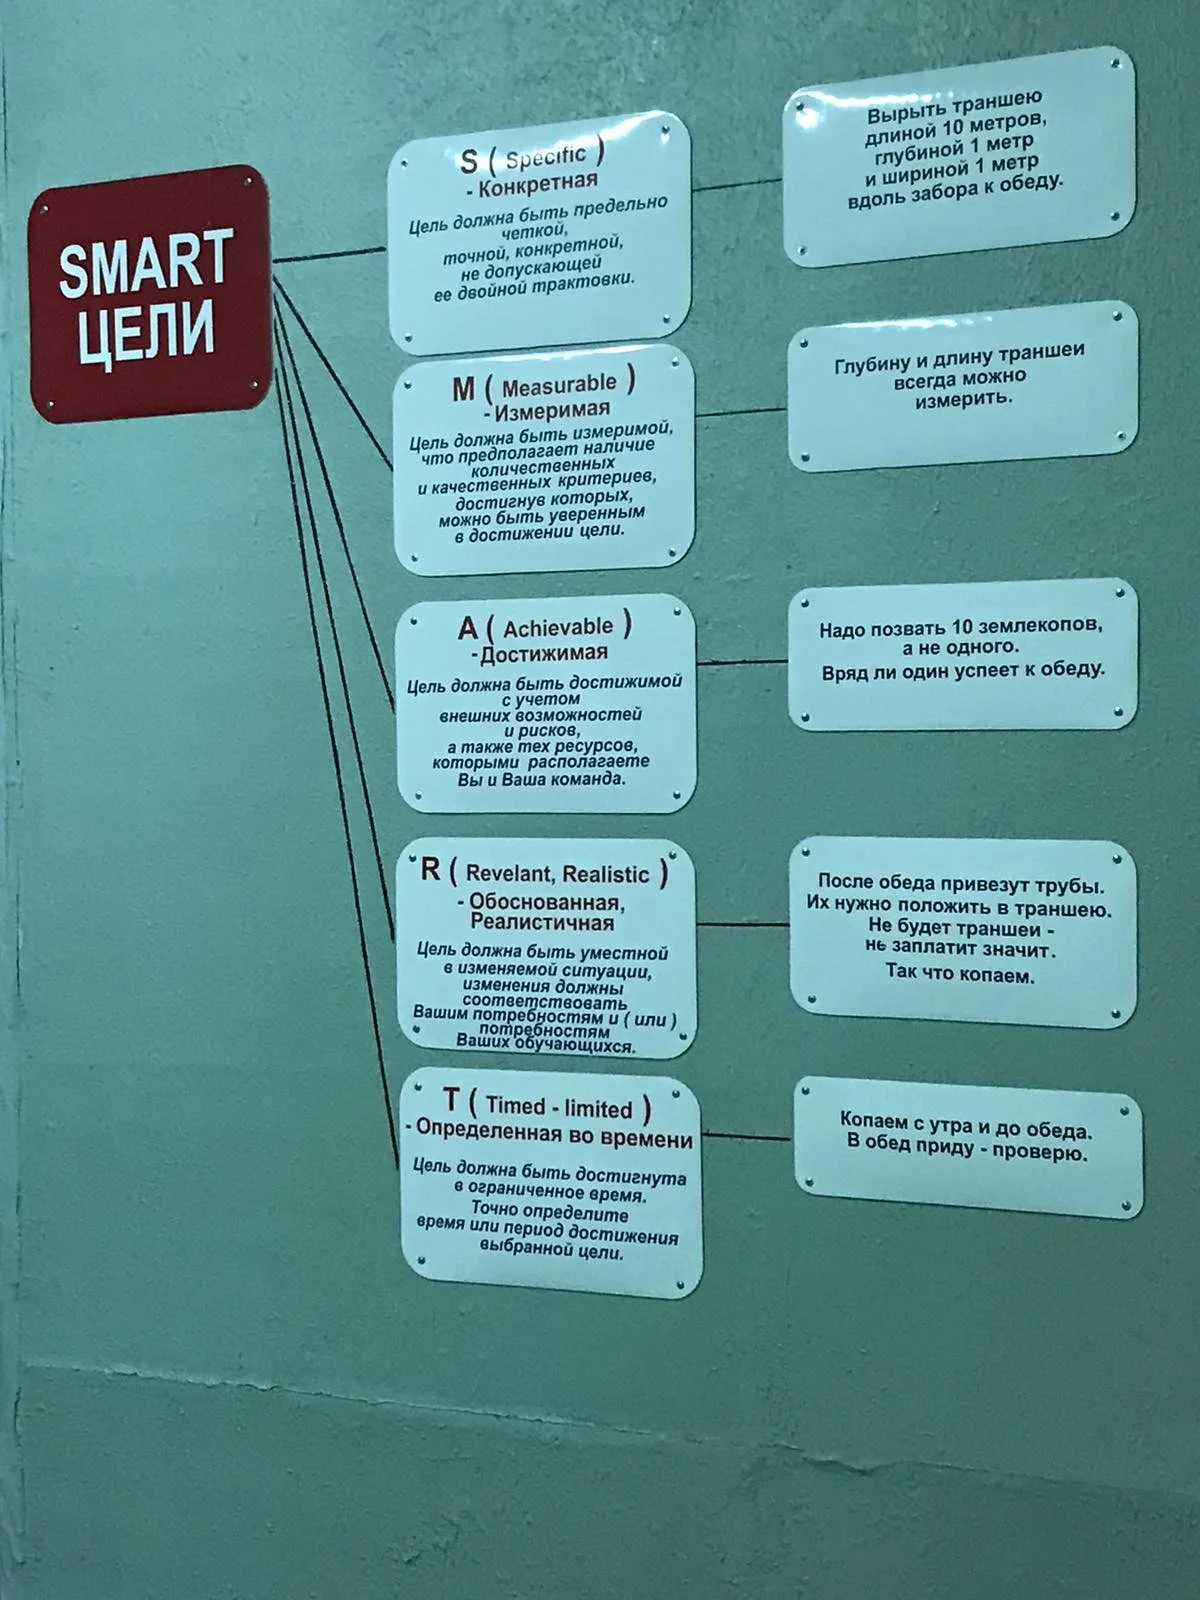 SMART
ЦЕЛИ
S ( Specific )
- Конкретная
Цель должна быть предельно
четкой,
точной, конкретной,
не допускающей
ее двойной трактовки.
Вырыть траншею
длиной 10 метров,
глубиной 1 метр
и шириной 1 метр
вдоль забора к обеду.
M ( Measurable )
- Измеримая
Цель должна быть измеримой,
что предполагает наличие
количественных
и качественных критериев,
достигнув которых,
можно быть уверенным
в достижении цели.
Глубину и длину траншеи
всегда можно
измерить.
A ( Achievable )
- Достижимая
Цель должна быть достижимой
с учетом
внешних возможностей
и рисков,
а также тех ресурсов,
которыми располагаете
Вы и Ваша команда.
Надо позвать 10 землекопов,
а не одного.
Вряд ли один успеет к обеду.
R ( Revelant, Realistic )
- Обоснованная,
Реалистичная
Цель должна быть уместной
в изменяемой ситуации,
изменения должны
соответствовать
Вашим потребностям и ( или )
потребностям
Ваших обучающихся.
После обеда привезут трубы.
Их нужно положить в траншею.
Не будет траншеи -
не заплатит значит.
Так что копаем.
T ( Timed - limited )
- Определенная во времени
Цель должна быть достигнута
в ограниченное время.
Точно определите
время или период достижения
выбранной цели.
Копаем с утра и до обеда.
В обед приду - проверю.